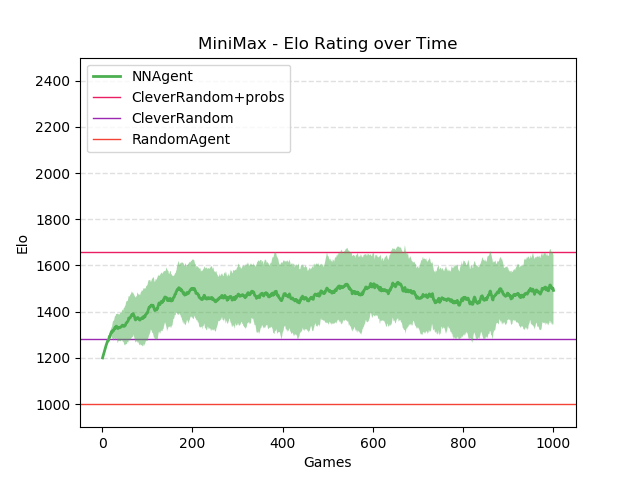 MiniMax - Elo Rating over Time
NNAgent
CleverRandom+probs
CleverRandom
RandomAgent
Elo
2400
2200
2000
1800
1600
1400
1200
1000
0 200 400 600 800 1000
Games